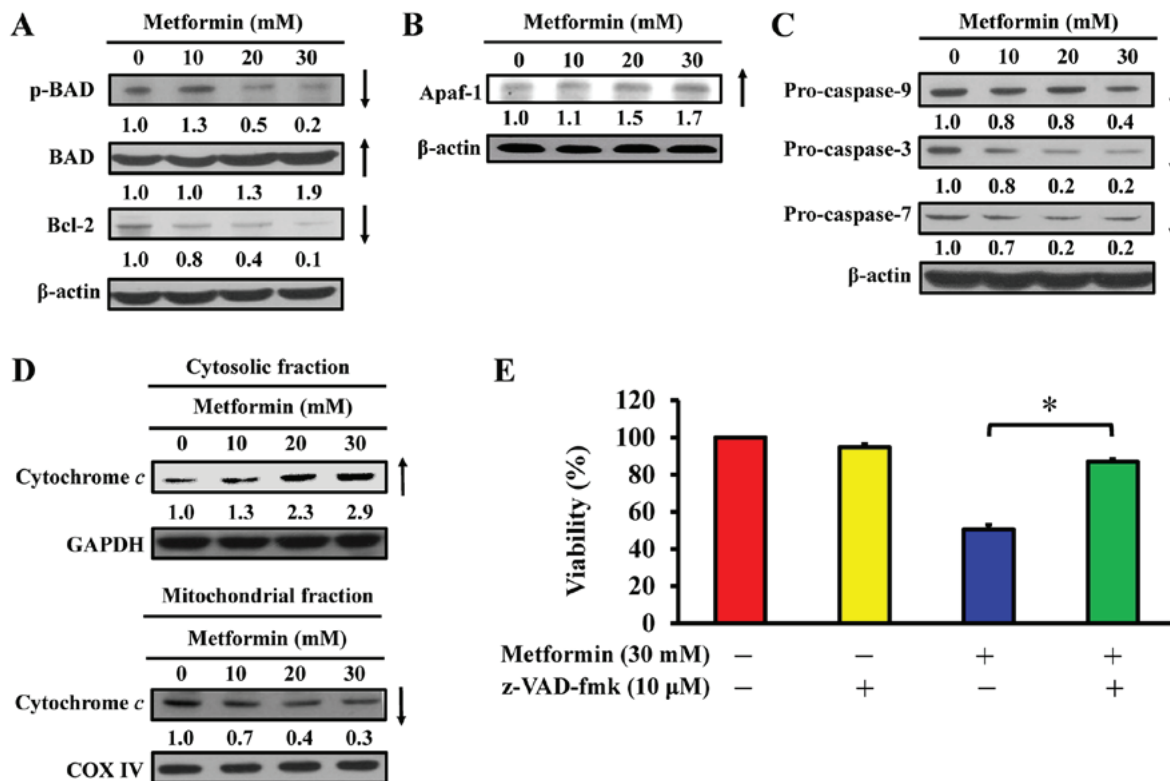 A
Metformin (mM)
0 10 20 30
p-BAD
1.0 1.3 0.5 0.2
BAD
1.0 1.0 1.3 1.9
Bcl-2
1.0 0.8 0.4 0.1
β-actin
B
Metformin (mM)
0 10 20 30
Apaf-1
1.0 1.1 1.5 1.7
β-actin
C
Metformin (mM)
0 10 20 30
Pro-caspase-9
1.0 0.8 0.8 0.4
Pro-caspase-3
1.0 0.8 0.2 0.2
Pro-caspase-7
1.0 0.7 0.2 0.2
β-actin
D
Cytosolic fraction
Metformin (mM)
0 10 20 30
Cytochrome c
1.0 1.3 2.3 2.9
GAPDH
Mitochondrial fraction
Metformin (mM)
0 10 20 30
Cytochrome c
1.0 0.7 0.4 0.3
COX IV
E
Viability (%)
120
100
80
60
40
20
0
*
Metformin (30 mM) − − + +
z-VAD-fmk (10 μM) − + − +